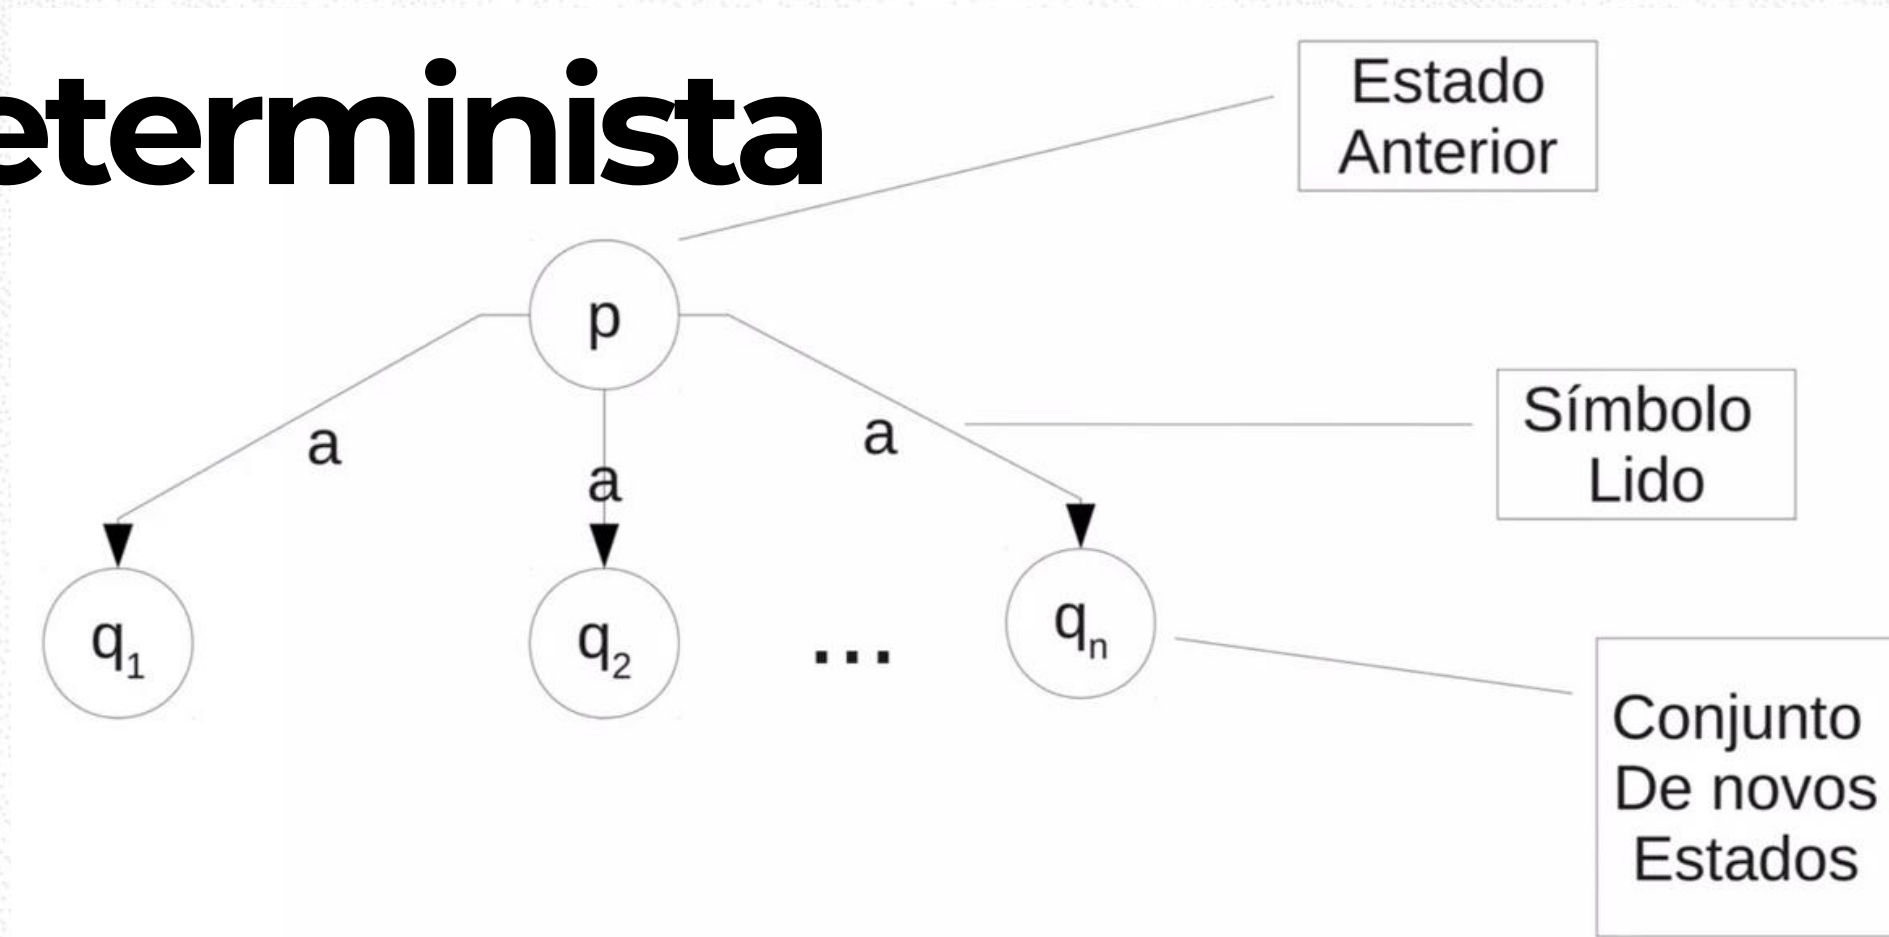 eterminista
Estado
Anterior
p
a
a
a
Símbolo
Lido
q1
q2
...
qn
Conjunto
De novos
Estados